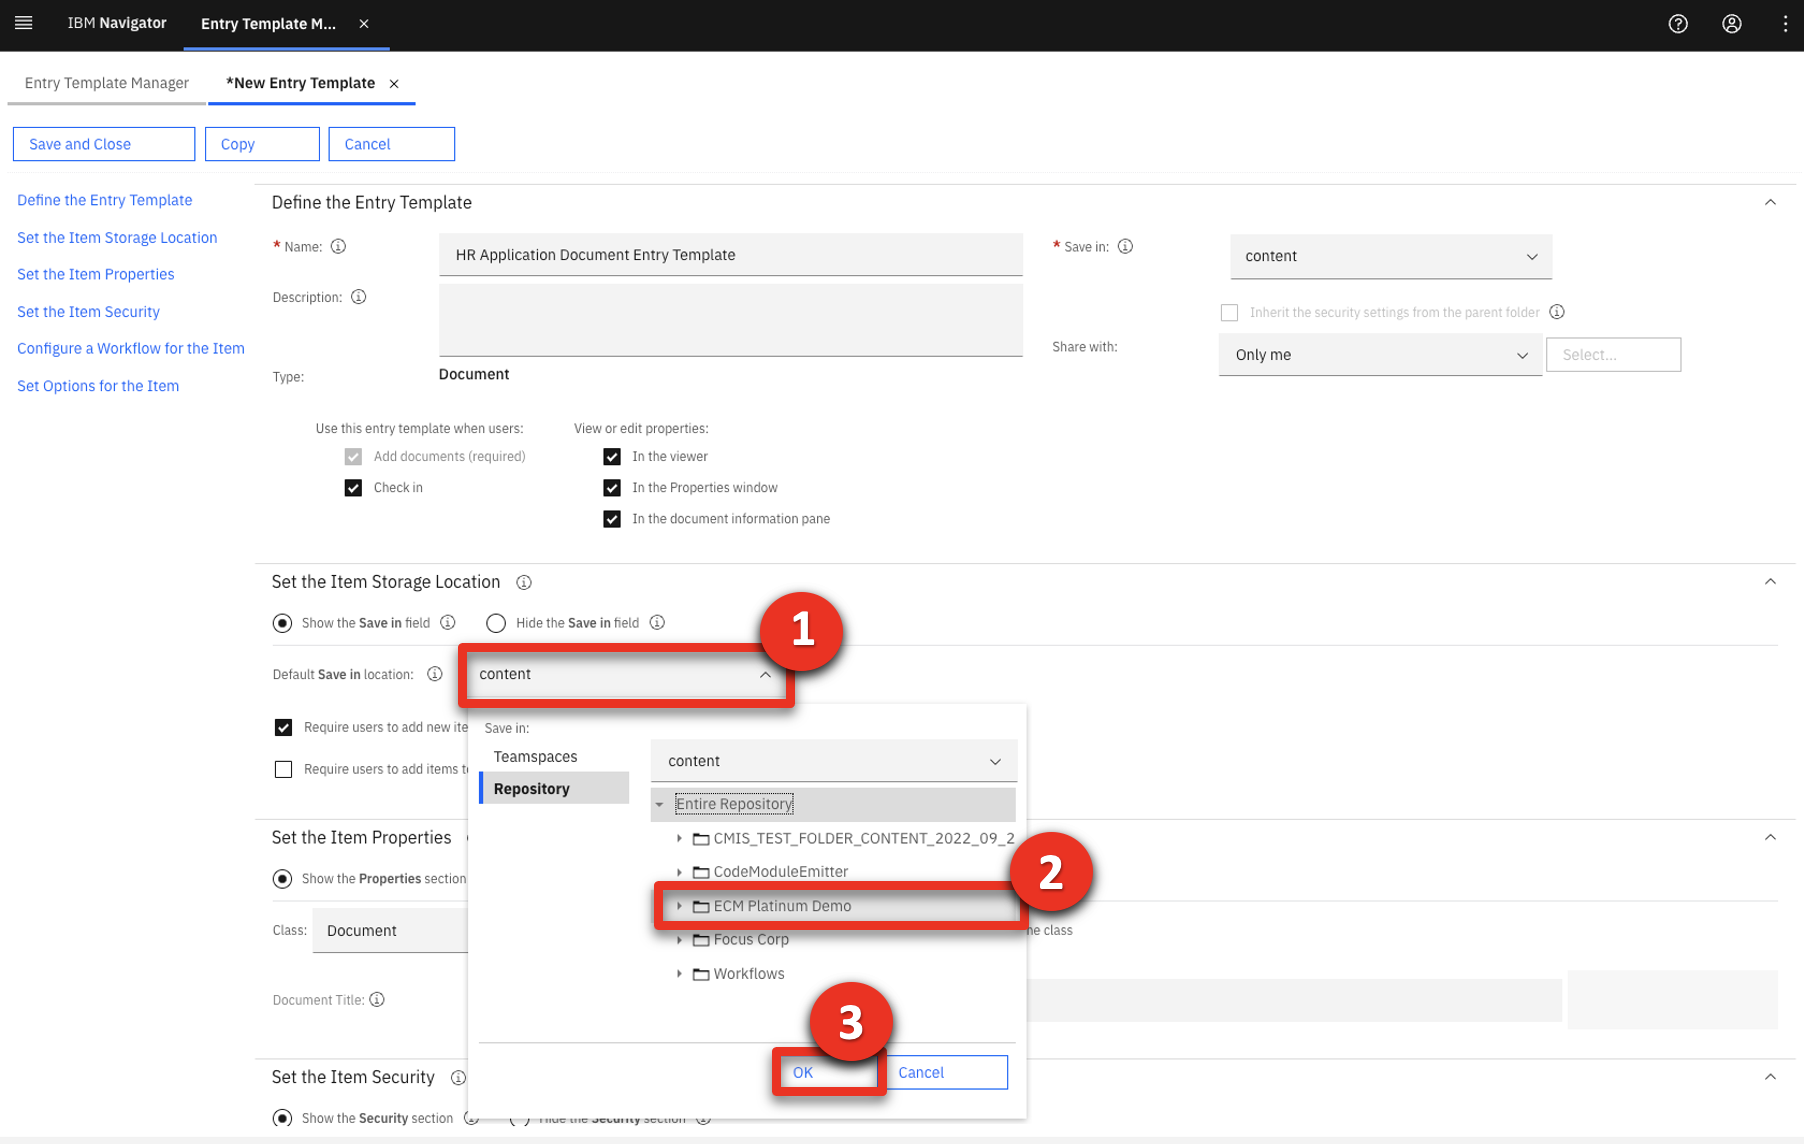 IBM Navigator
Entry Template M...
Entry Template Manager
*New Entry Template
Save and Close
Copy
Cancel
Define the Entry Template
Set the Item Storage Location
Set the Item Properties
Set the Item Security
Configure a Workflow for the Item
Set Options for the Item
Define the Entry Template
* Name:
HR Application Document Entry Template
* Save in:
content
Description:
Inherit the security settings from the parent folder
Share with:
Only me
Select...
Type:
Document
Use this entry template when users:
View or edit properties:
Add documents (required)
In the viewer
Check in
In the Properties window
In the document information pane
Set the Item Storage Location
Show the Save in field
Hide the Save in field
1
Default Save in location:
content
Require users to add new ite
Save in:
Teamspaces
content
Require users to add items t
Repository
Entire Repository
CMIS_TEST_FOLDER_CONTENT_2022_09_2
Set the Item Properties
CodeModuleEmitter
2
Show the Properties section
ECM Platinum Demo
Class:
Document
Focus Corp
he class
Workflows
Document Title:
3
OK
Cancel
Set the Item Security
Show the Security section
Hide the Security section